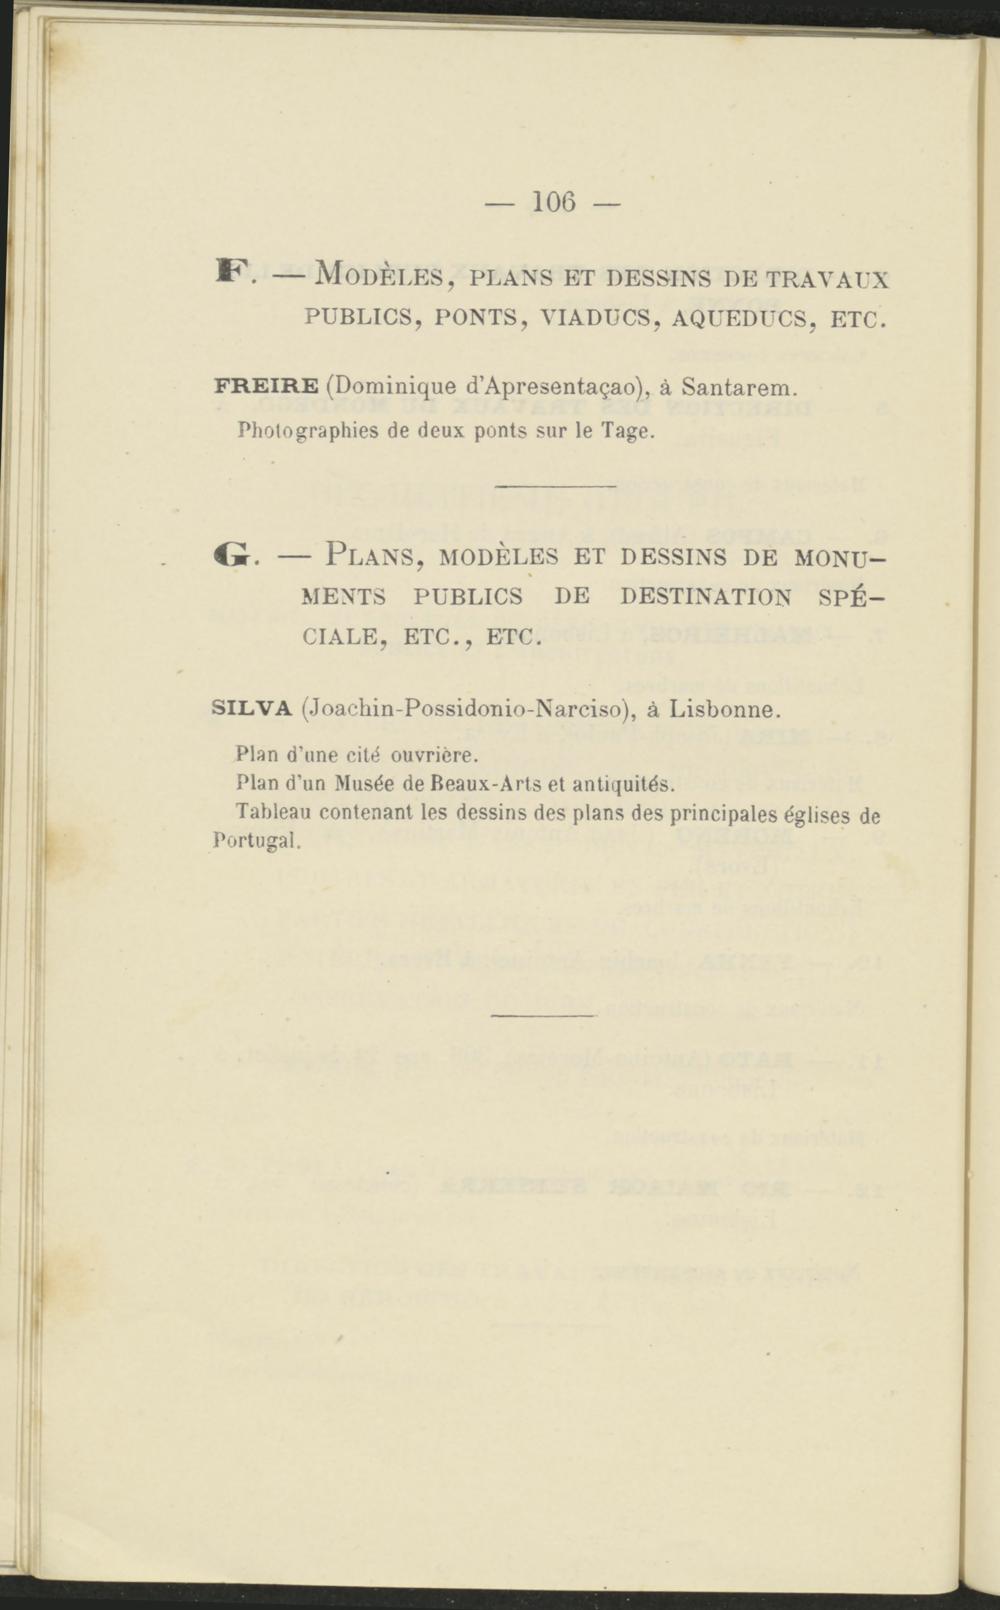 — 106 —
F. — MODÈLES, PLANS ET DESSINS DE TRAVAUX
PUBLICS, PONTS, VIADUCS, AQUEDUCS, ETC.
FREIRE (Dominique d'Apresentaçao), à Santarem.
Photographies de deux ponts sur le Tage.
G. — PLANS, MODÈLES ET DESSINS DE MONU-
MENTS PUBLICS DE DESTINATION SPÉ-
CIALE, ETC., ETC.
SILVA (Joachin-Possidonio-Narciso), à Lisbonne.
Plan d'une cité ouvrière.
Plan d'un Musée de Beaux-Arts et antiquités.
Tableau contenant les dessins des plans des principales églises de
Portugal.